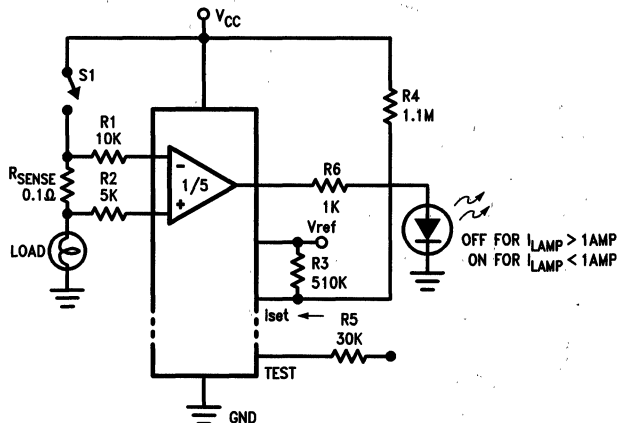 VCC
S1
R1
10K
R4
1.1M
RSENSE
0.1Ω
R2
5K
-
1/5
+
R6
1K
Vref
LOAD
R3
510K
OFF FOR ILAMP > 1AMP
ON FOR ILAMP < 1AMP
Iset ←
R5
30K
TEST
GND